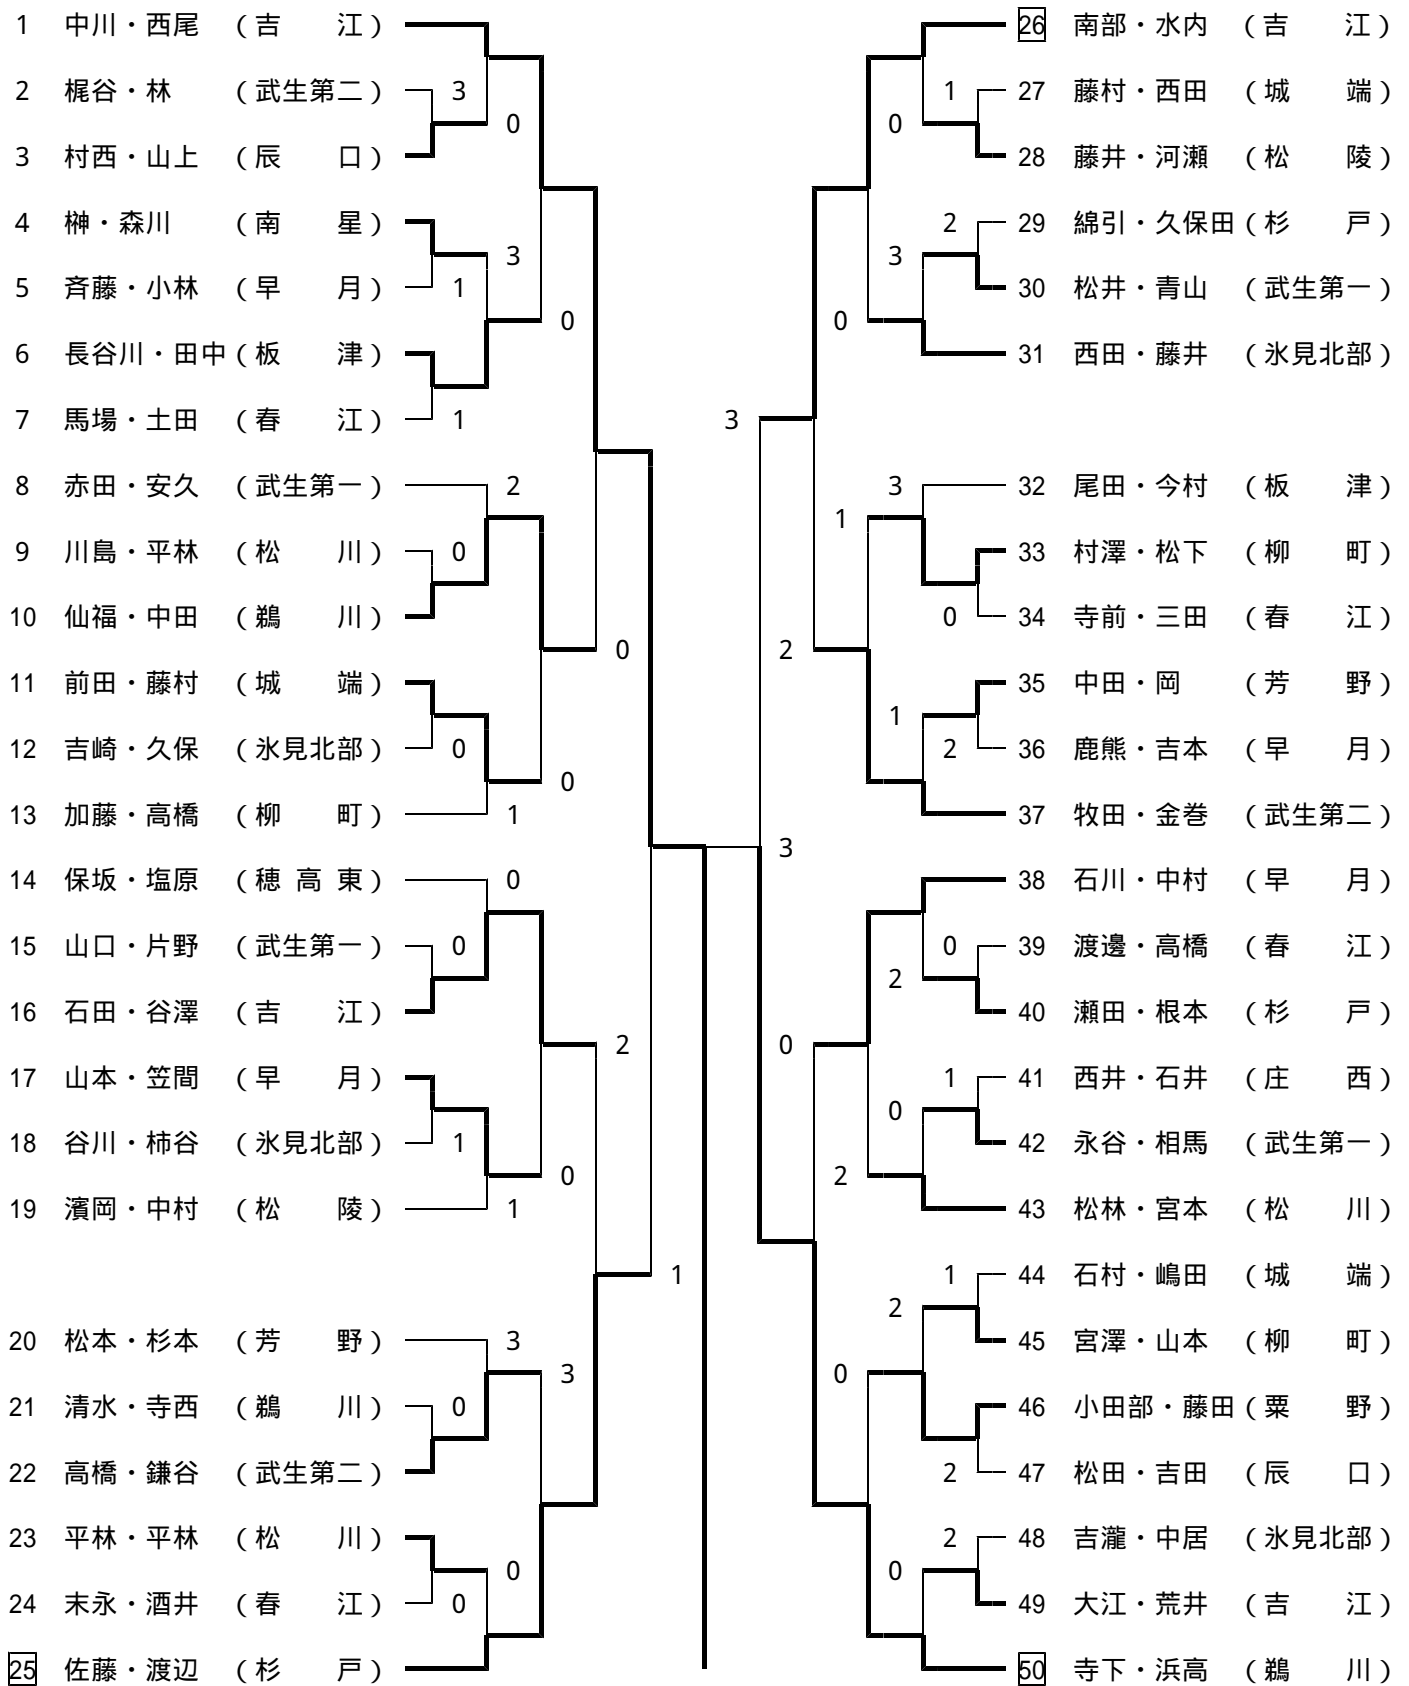 1 中川・西尾 (吉 江)
2 梶谷・林 (武生第二) 3
0
3 村西・山上 (辰 口)
4 榊・森川 (南 星)
3
5 斉藤・小林 (早 月) 1
0
6 長谷川・田中 (板 津)
7 馬場・土田 (春 江) 1
8 赤田・安久 (武生第一) 2
9 川島・平林 (松 川) 0
10 仙福・中田 (鵜 川)
0
11 前田・藤村 (城 端)
12 吉崎・久保 (氷見北部) 0
0
13 加藤・高橋 (柳 町) 1
14 保坂・塩原 (穂高東) 0
15 山口・片野 (武生第一) 0
16 石田・谷澤 (吉 江)
2
17 山本・笠間 (早 月)
18 谷川・柿谷 (氷見北部) 1
0
19 濱岡・中村 (松 陵) 1
1
20 松本・杉本 (芳 野) 3
3
21 清水・寺西 (鵜 川) 0
22 高橋・鎌谷 (武生第二)
23 平林・平林 (松 川)
0
24 末永・酒井 (春 江) 0
25 佐藤・渡辺 (杉 戸)
26 南部・水内 (吉 江)
1 27 藤村・西田 (城 端)
0
28 藤井・河瀬 (松 陵)
2 29 綿引・久保田 (杉 戸)
3
30 松井・青山 (武生第一)
0
31 西田・藤井 (氷見北部)
3
3 32 尾田・今村 (板 津)
1
33 村澤・松下 (柳 町)
0 34 寺前・三田 (春 江)
2
35 中田・岡 (芳 野)
1
2 36 鹿熊・吉本 (早 月)
37 牧田・金巻 (武生第二)
3
38 石川・中村 (早 月)
0 39 渡邊・高橋 (春 江)
2
40 瀬田・根本 (杉 戸)
0
1 41 西井・石井 (庄 西)
0
42 永谷・相馬 (武生第一)
2
43 松林・宮本 (松 川)
1 44 石村・嶋田 (城 端)
2
45 宮澤・山本 (柳 町)
0
46 小田部・藤田 (粟 野)
2 47 松田・吉田 (辰 口)
2 48 吉瀧・中居 (氷見北部)
0
49 大江・荒井 (吉 江)
50 寺下・浜高 (鵜 川)